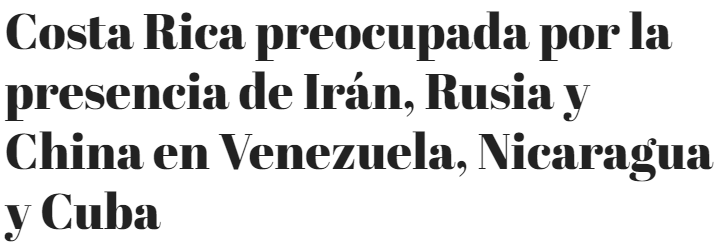 Costa Rica preocupada por la
presencia de Irán, Rusia y
China en Venezuela, Nicaragua
y Cuba